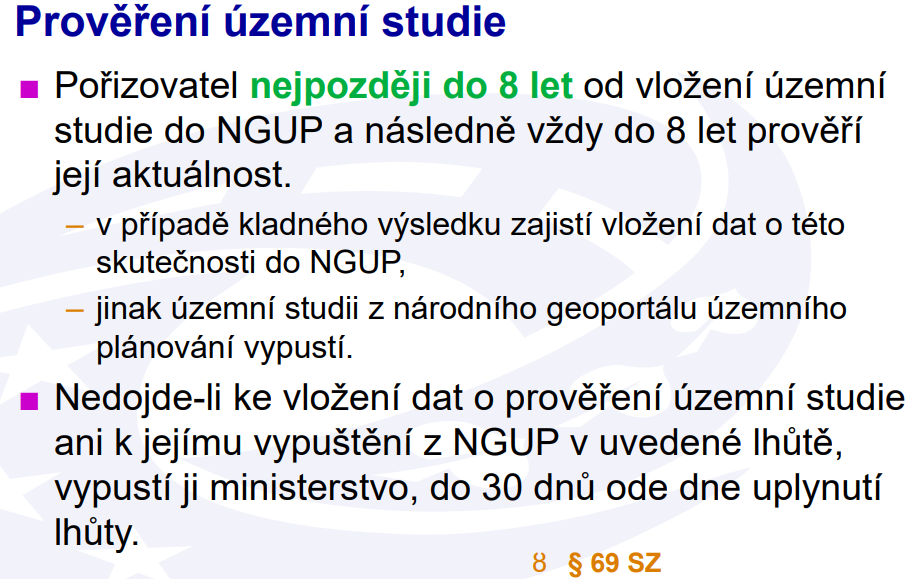 Prověření územní studie
■ Pořizovatel nejpozději do 8 let od vložení územní
studie do NGUP a následně vždy do 8 let prověří
její aktuálnost.
– v případě kladného výsledku zajistí vložení dat o této
skutečnosti do NGUP,
– jinak územní studii z národního geoportálu územního
plánování vypustí.
■ Nedojde-li ke vložení dat o prověření územní studie
ani k jejímu vypuštění z NGUP v uvedené lhůtě,
vypustí ji ministerstvo, do 30 dnů ode dne uplynutí
lhůty.
8 § 69 SZ